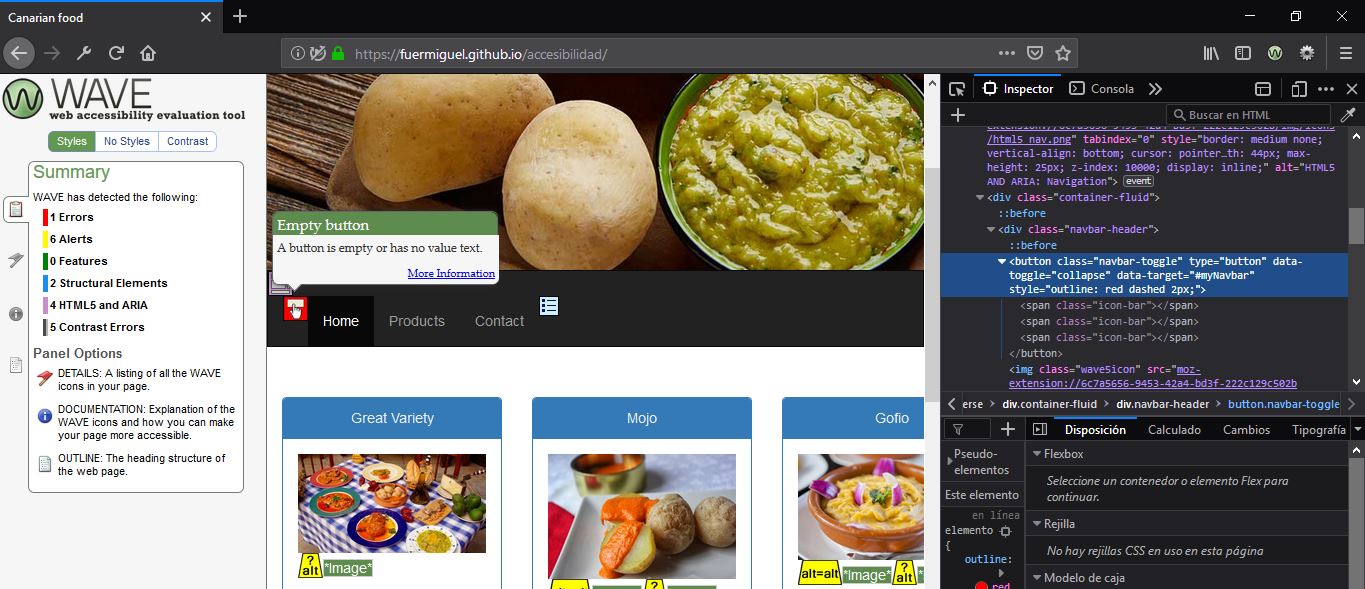 Canarian food
https://fuermiguel.github.io/accesibilidad/
WAVE
web accessibility evaluation tool
Styles
No Styles
Contrast
Summary
WAVE has detected the following:
1 Errors
6 Alerts
0 Features
2 Structural Elements
4 HTML5 and ARIA
5 Contrast Errors
Panel Options
DETAILS: A listing of all the WAVE
icons in your page.
DOCUMENTATION: Explanation of the
WAVE icons and how you can make
your page more accessible.
OUTLINE: The heading structure of
the web page.
Empty button
A button is empty or has no value text.
More Information
Home
Products
Contact
Great Variety
Mojo
Gofio
?
alt
*Image*
?
alt=alt
*Image*
?
alt
Inspector
Consola
Buscar en HTML
/html5_nav.png" tabindex="0" style="border: medium none;
vertical-align: bottom; cursor: pointer_th: 44px; max-
height: 25px; z-index: 10000; display: inline;" alt="HTML5
AND ARIA: Navigation"> event
<div class="container-fluid">
::before
<div class="navbar-header">
::before
<button class="navbar-toggle" type="button" data-
toggle="collapse" data-target="#myNavbar"
style="outline: red dashed 2px;">
<span class="icon-bar"></span>
<span class="icon-bar"></span>
<span class="icon-bar"></span>
</button>
<img class="wave5icon" src="moz-
extension://6c7a5656-9453-42a4-bd3f-222c129c502b
erse
div.container-fluid
div.navbar-header
button.navbar-toggle
Disposición
Calculado
Cambios
Tipografía
Pseudo-
elementos
Este elemento
en línea
elemento
{
outline:
red
Flexbox
Seleccione un contenedor o elemento Flex para
continuar.
Rejilla
No hay rejillas CSS en uso en esta página
Modelo de caja